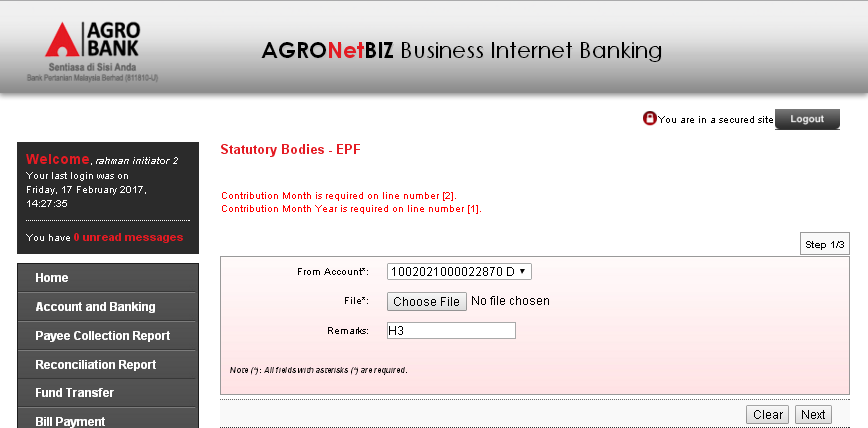 AGRO
BANK
Sentiasa di Sisi Anda
Bank Pertanian Malaysia Berhad (811810-U)
AGRONetBIZ Business Internet Banking
You are in a secured site
Logout
Welcome, rahman initiator 2
Your last login was on
Friday, 17 February 2017,
14:27:35
You have 0 unread messages
Home
Account and Banking
Payee Collection Report
Reconciliation Report
Fund Transfer
Bill Payment
Statutory Bodies - EPF
Contribution Month is required on line number [2].
Contribution Month Year is required on line number [1].
Step 1/3
From Account*: 1002021000022870 D
File*: Choose File No file chosen
Remarks: H3
Note (*): All fields with asterisks (*) are required.
Clear Next